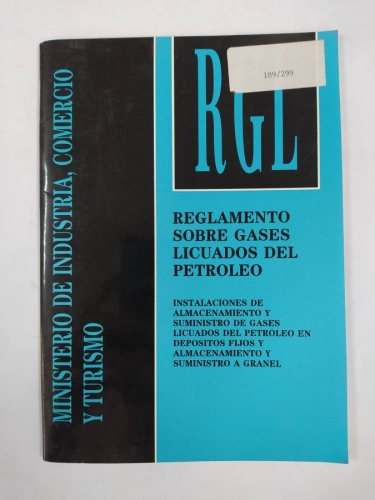 MINISTERIO DE INDUSTRIA, COMERCIO
Y TURISMO
189/299
RGL
REGLAMENTO
SOBRE GASES
LICUADOS DEL
PETROLEO
INSTALACIONES DE
ALMACENAMIENTO Y
SUMINISTRO DE GASES
LICUADOS DEL PETROLEO EN
DEPOSITOS FIJOS Y
ALMACENAMIENTO Y
SUMINISTRO A GRANEL